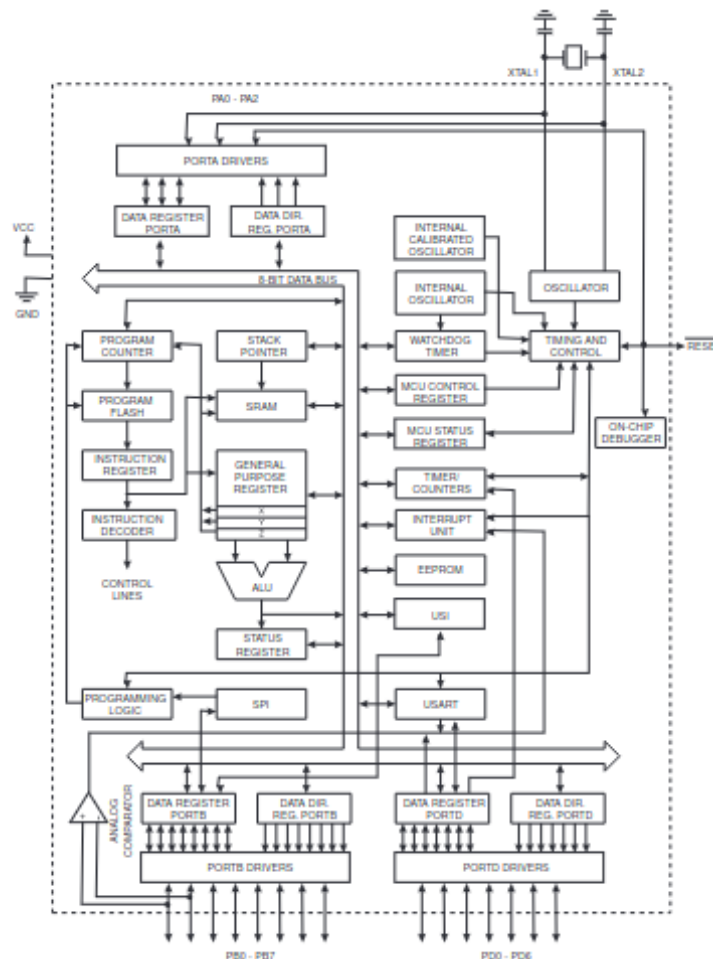 XTAL1
XTAL2
PA0 - PA2
PORTA DRIVERS
DATA REGISTER
PORTA
DATA DIR.
REG. PORTA
VCC
GND
8-BIT DATA BUS
INTERNAL
CALIBRATED
OSCILLATOR
INTERNAL
OSCILLATOR
OSCILLATOR
PROGRAM
COUNTER
STACK
POINTER
WATCHDOG
TIMER
TIMING AND
CONTROL
PROGRAM
FLASH
SRAM
MCU CONTROL
REGISTER
ON-CHIP
DEBUGGER
MCU STATUS
REGISTER
INSTRUCTION
REGISTER
GENERAL
PURPOSE
REGISTER
X
Y
Z
TIMER/
COUNTERS
INSTRUCTION
DECODER
INTERRUPT
UNIT
CONTROL
LINES
ALU
EEPROM
USI
STATUS
REGISTER
PROGRAMMING
LOGIC
SPI
USART
ANALOG
COMPARATOR
+
-
DATA REGISTER
PORTB
DATA DIR.
REG. PORTB
DATA REGISTER
PORTD
DATA DIR.
REG. PORTD
PORTB DRIVERS
PORTD DRIVERS
PB0 - PB7
PD0 - PD6